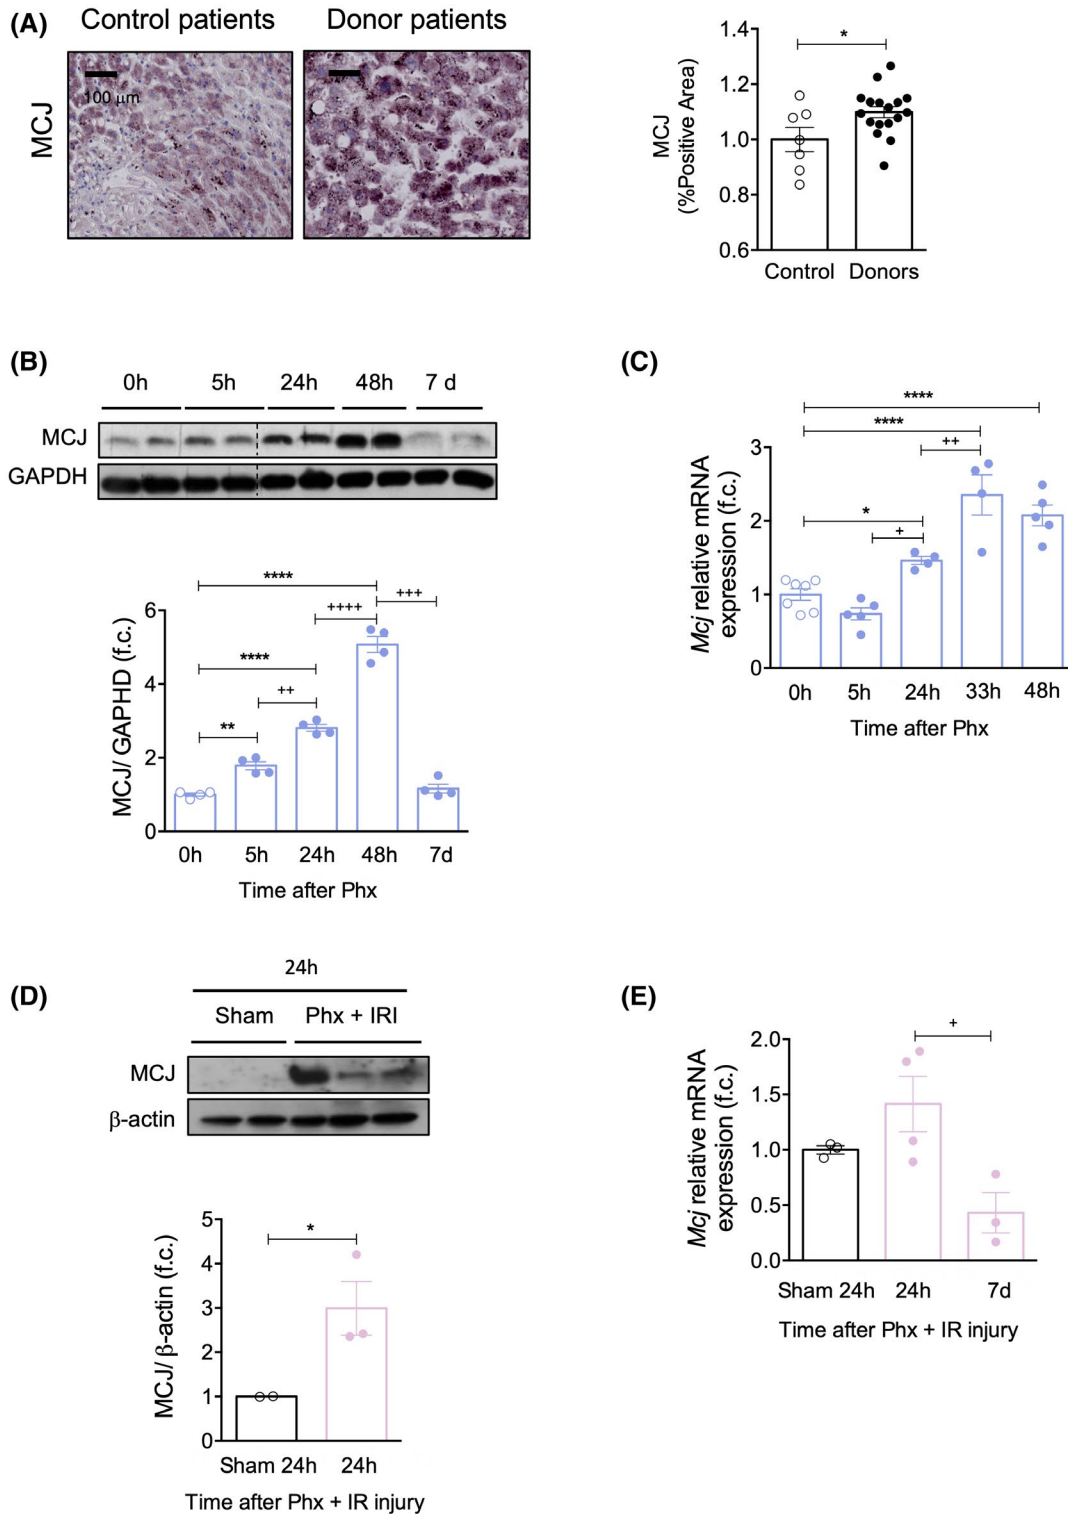 (A)
Control patients
Donor patients
MCJ
100 μm
MCJ
(%Positive Area)
1.4
1.2
1.0
0.8
0.6
*
Control
Donors
(B)
0h 5h 24h 48h 7 d
MCJ
GAPDH
MCJ/ GAPHD (f.c.)
6
4
2
0
**
++
****
++++
****
+++
0h 5h 24h 48h 7d
Time after Phx
(C)
Mcj relative mRNA
expression (f.c.)
3
2
1
0
****
****
++
*
+
0h 5h 24h 33h 48h
Time after Phx
(D)
24h
Sham Phx + IRI
MCJ
β-actin
MCJ/ β-actin (f.c.)
5
4
3
2
1
0
*
Sham 24h 24h
Time after Phx + IR injury
(E)
Mcj relative mRNA
expression (f.c.)
2.0
1.5
1.0
0.5
0.0
+
Sham 24h 24h 7d
Time after Phx + IR injury